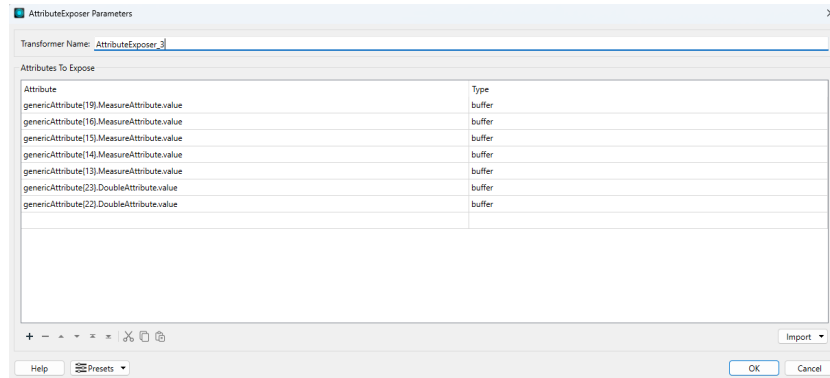 AttributeExposer Parameters
Transformer Name: AttributeExposer_3
Attributes To Expose
Attribute Type
genericAttribute{19}.MeasureAttribute.value buffer
genericAttribute{16}.MeasureAttribute.value buffer
genericAttribute{15}.MeasureAttribute.value buffer
genericAttribute{14}.MeasureAttribute.value buffer
genericAttribute{13}.MeasureAttribute.value buffer
genericAttribute{23}.DoubleAttribute.value buffer
genericAttribute{22}.DoubleAttribute.value buffer
Import
Help Presets OK Cancel